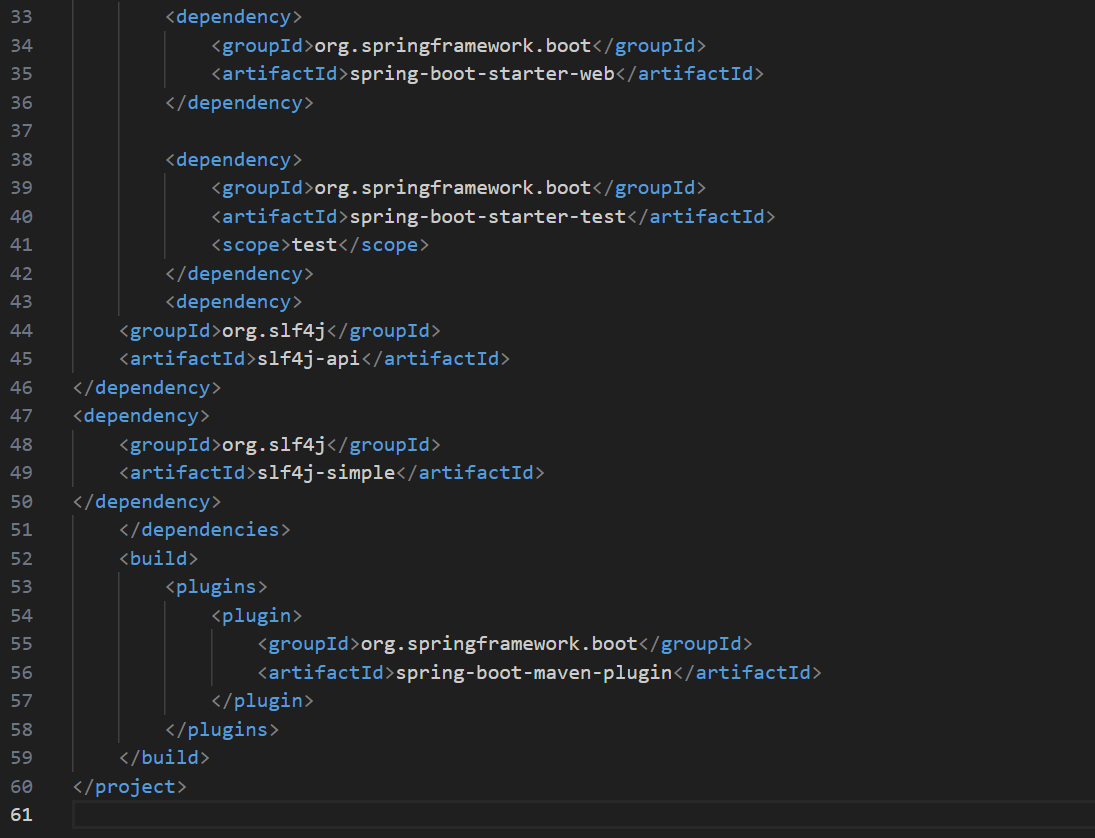 33 <dependency>
34 <groupId>org.springframework.boot</groupId>
35 <artifactId>spring-boot-starter-web</artifactId>
36 </dependency>
37
38 <dependency>
39 <groupId>org.springframework.boot</groupId>
40 <artifactId>spring-boot-starter-test</artifactId>
41 <scope>test</scope>
42 </dependency>
43 <dependency>
44 <groupId>org.slf4j</groupId>
45 <artifactId>slf4j-api</artifactId>
46 </dependency>
47 <dependency>
48 <groupId>org.slf4j</groupId>
49 <artifactId>slf4j-simple</artifactId>
50 </dependency>
51 </dependencies>
52 <build>
53 <plugins>
54 <plugin>
55 <groupId>org.springframework.boot</groupId>
56 <artifactId>spring-boot-maven-plugin</artifactId>
57 </plugin>
58 </plugins>
59 </build>
60 </project>
61